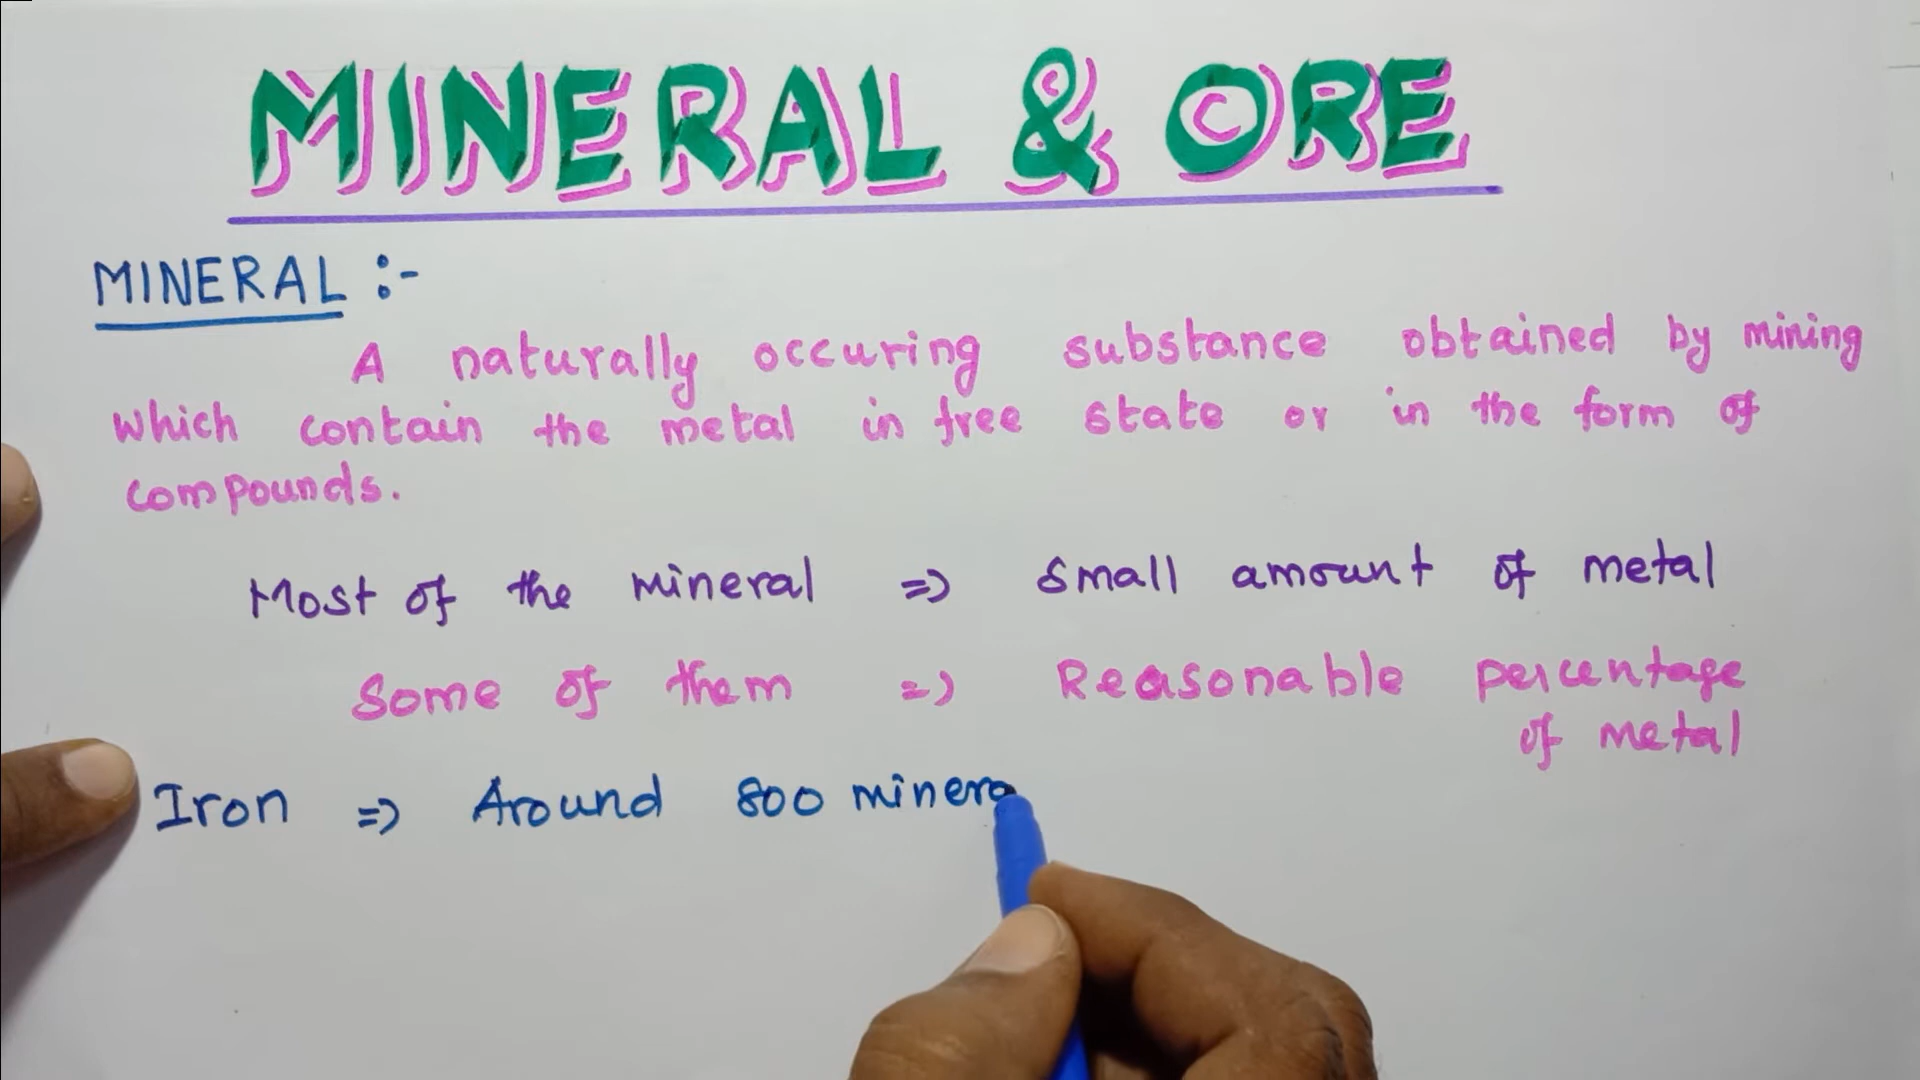 MINERAL & ORE
MINERAL :-
A naturally occuring substance obtained by mining
which contain the metal in free state or in the form of
compounds.
Most of the mineral => Small amount of metal
Some of them => Reasonable percentage
of metal
Iron => Around 800 minera